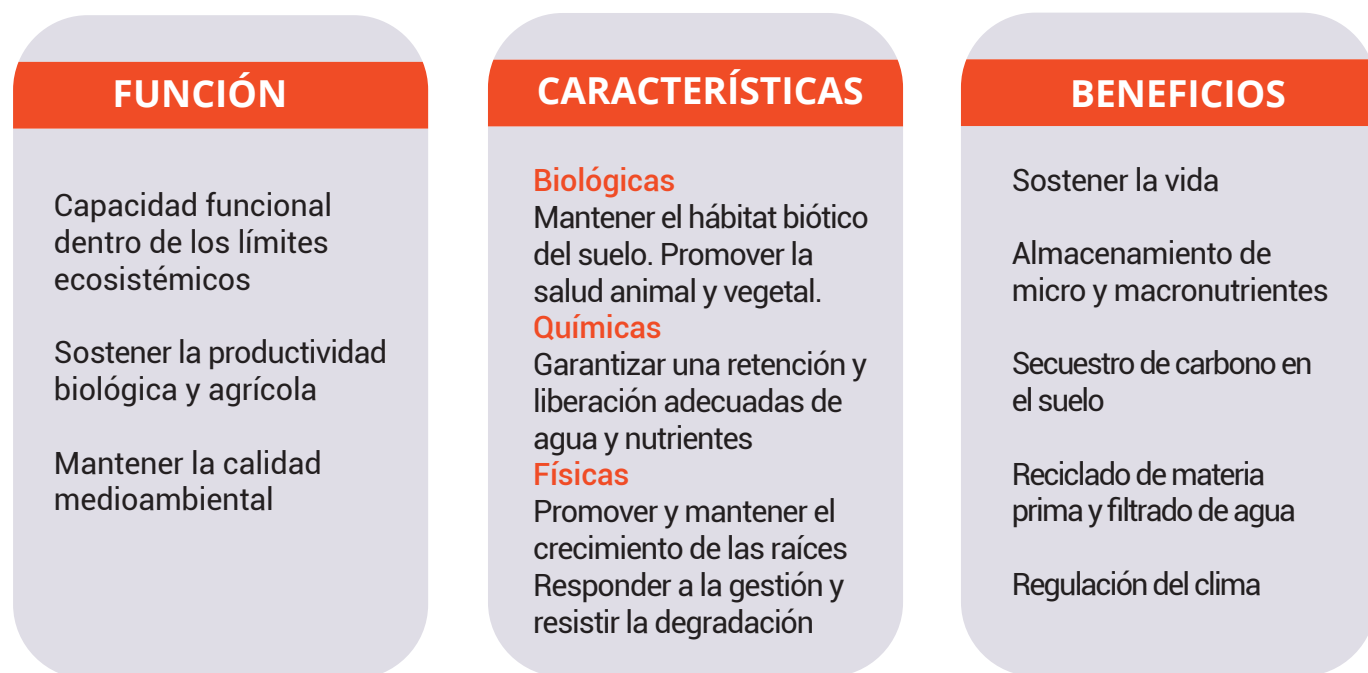 FUNCIÓN
Capacidad funcional
dentro de los límites
ecosistémicos
Sostener la productividad
biológica y agrícola
Mantener la calidad
medioambiental
CARACTERÍSTICAS
Biológicas
Mantener el hábitat biótico
del suelo. Promover la
salud animal y vegetal.
Químicas
Garantizar una retención y
liberación adecuadas de
agua y nutrientes
Físicas
Promover y mantener el
crecimiento de las raíces
Responder a la gestión y
resistir la degradación
BENEFICIOS
Sostener la vida
Almacenamiento de
micro y macronutrientes
Secuestro de carbono en
el suelo
Reciclado de materia
prima y filtrado de agua
Regulación del clima